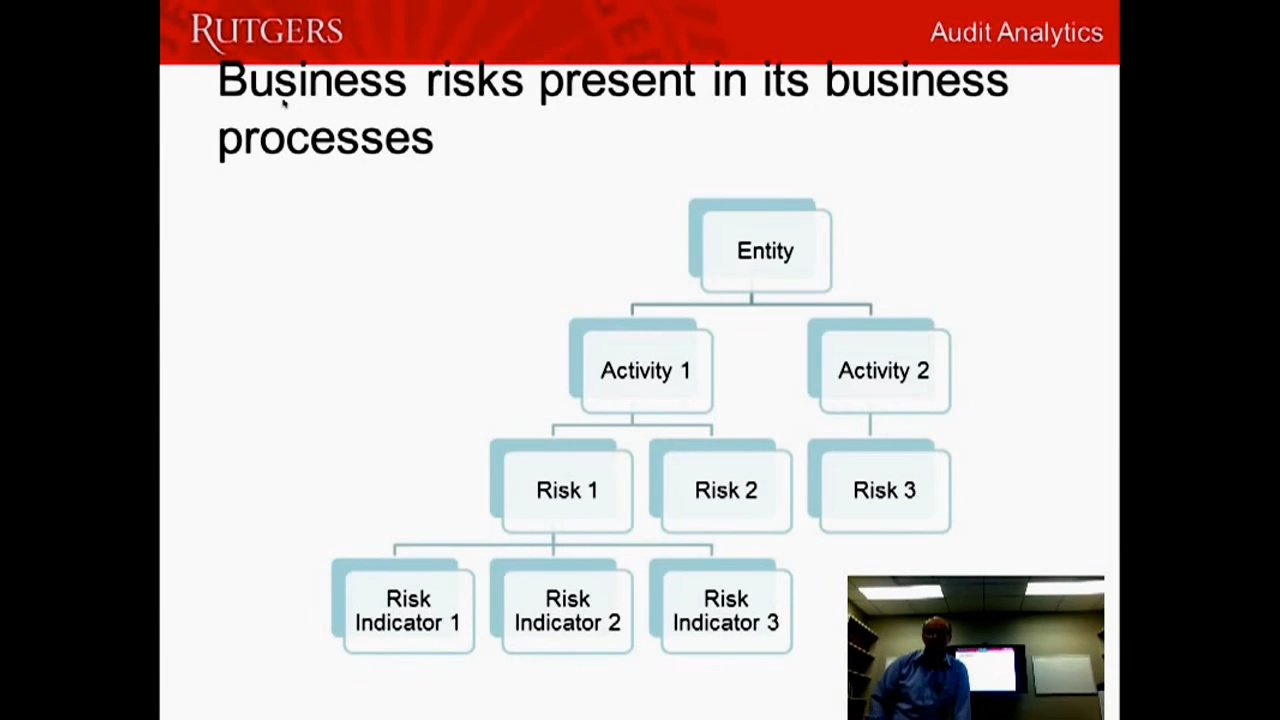 RUTGERS
Audit Analytics
Business risks present in its business
processes
Entity
Activity 1
Activity 2
Risk 1
Risk 2
Risk 3
Risk
Indicator 1
Risk
Indicator 2
Risk
Indicator 3